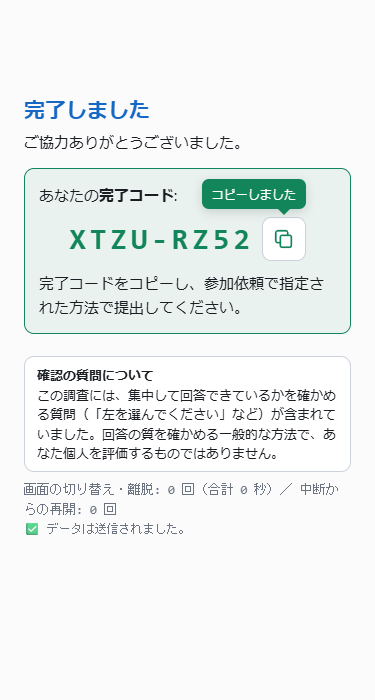 完了しました
ご協力ありがとうございました。
あなたの完了コード:
コピーしました
XTZU-RZ52
完了コードをコピーし、参加依頼で指定さ
れた方法で提出してください。
確認の質問について
この調査には、集中して回答できているかを確かめ
る質問（「左を選んでください」など）が含まれて
いました。回答の質を確かめる一般的な方法で、あ
なた個人を評価するものではありません。
画面の切り替え・離脱: 0 回（合計 0 秒）／ 中断か
らの再開: 0 回
✅ データは送信されました。